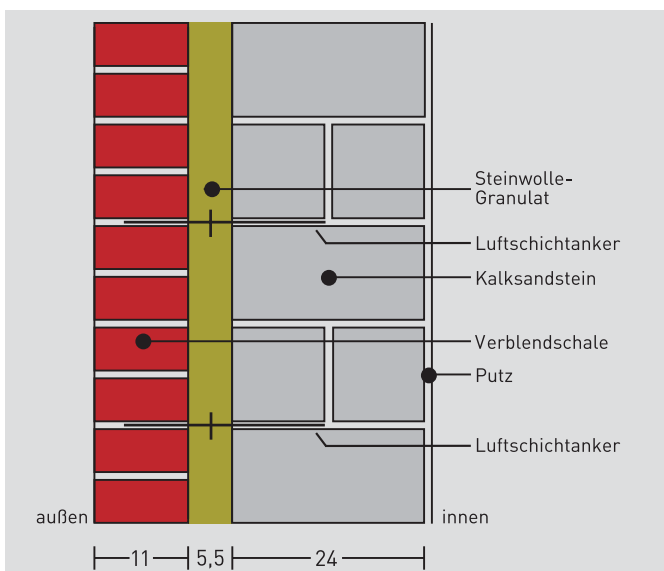 Steinwolle-
Granulat
Luftschichtanker
Kalksandstein
Verblendschale
Putz
Luftschichtanker
außen
innen
11
5,5
24